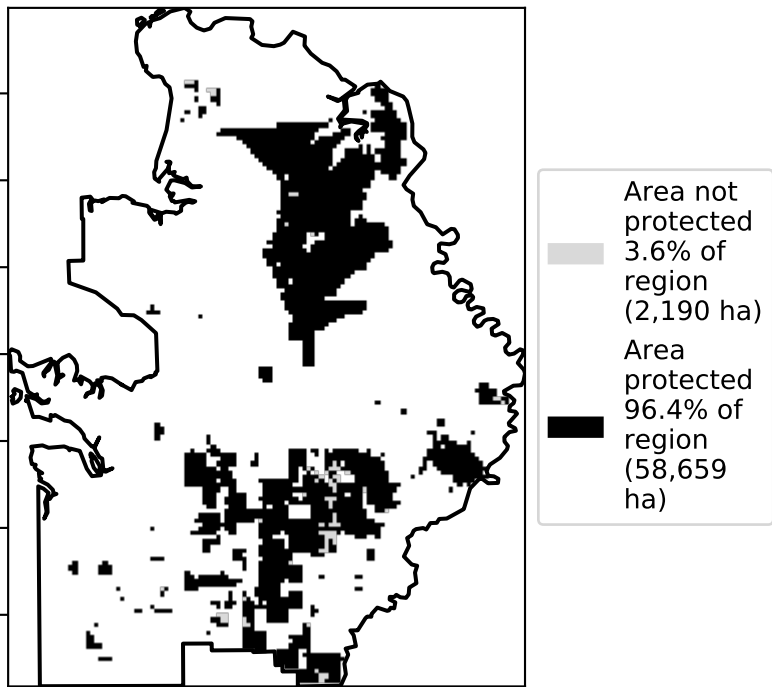 Area not
protected
3.6% of
region
(2,190 ha)
Area
protected
96.4% of
region
(58,659
ha)